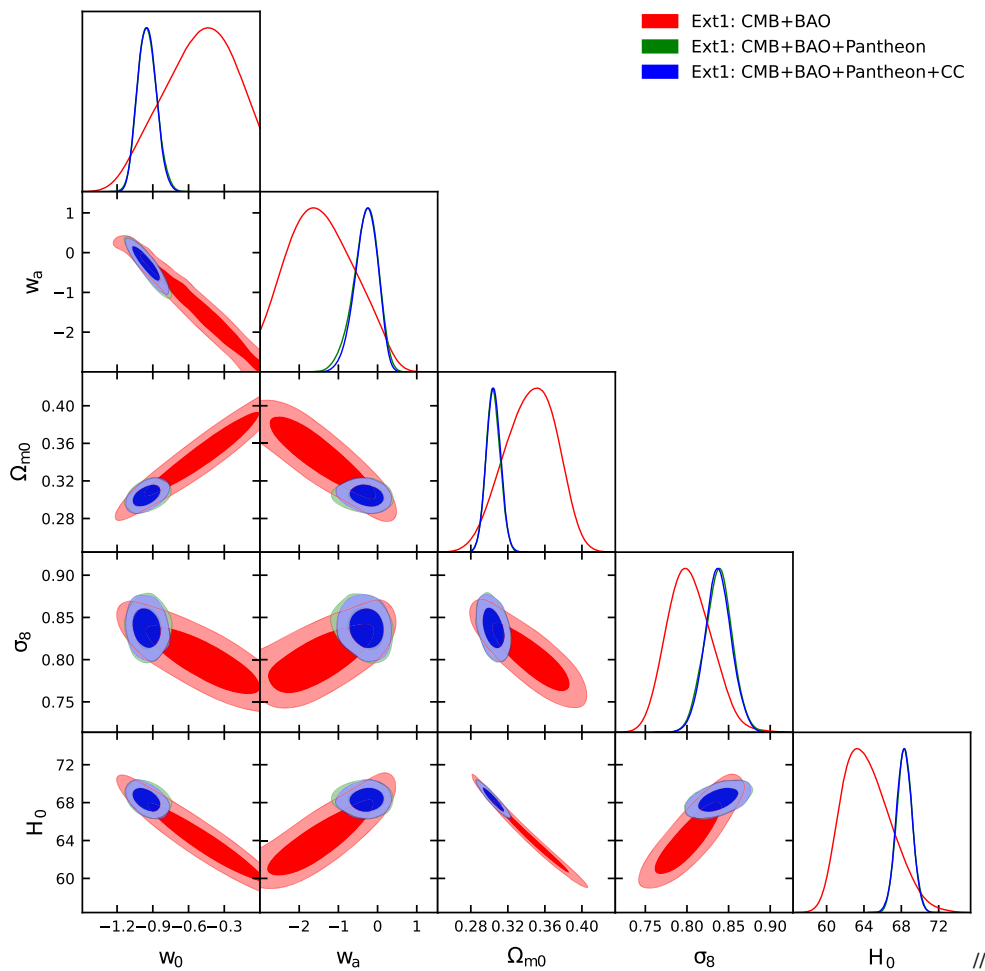 Ext1: CMB+BAO
Ext1: CMB+BAO+Pantheon
Ext1: CMB+BAO+Pantheon+CC
1
0
−1
−2
wₐ
0.40
0.36
0.32
0.28
Ωₘ₀
0.90
0.85
0.80
0.75
σ₈
72
68
64
60
H₀
−1.2 −0.9 −0.6 −0.3
−2 −1 0 1
0.28 0.32 0.36 0.40
0.75 0.80 0.85 0.90
60 64 68 72
w₀ wₐ Ωₘ₀ σ₈ H₀ //